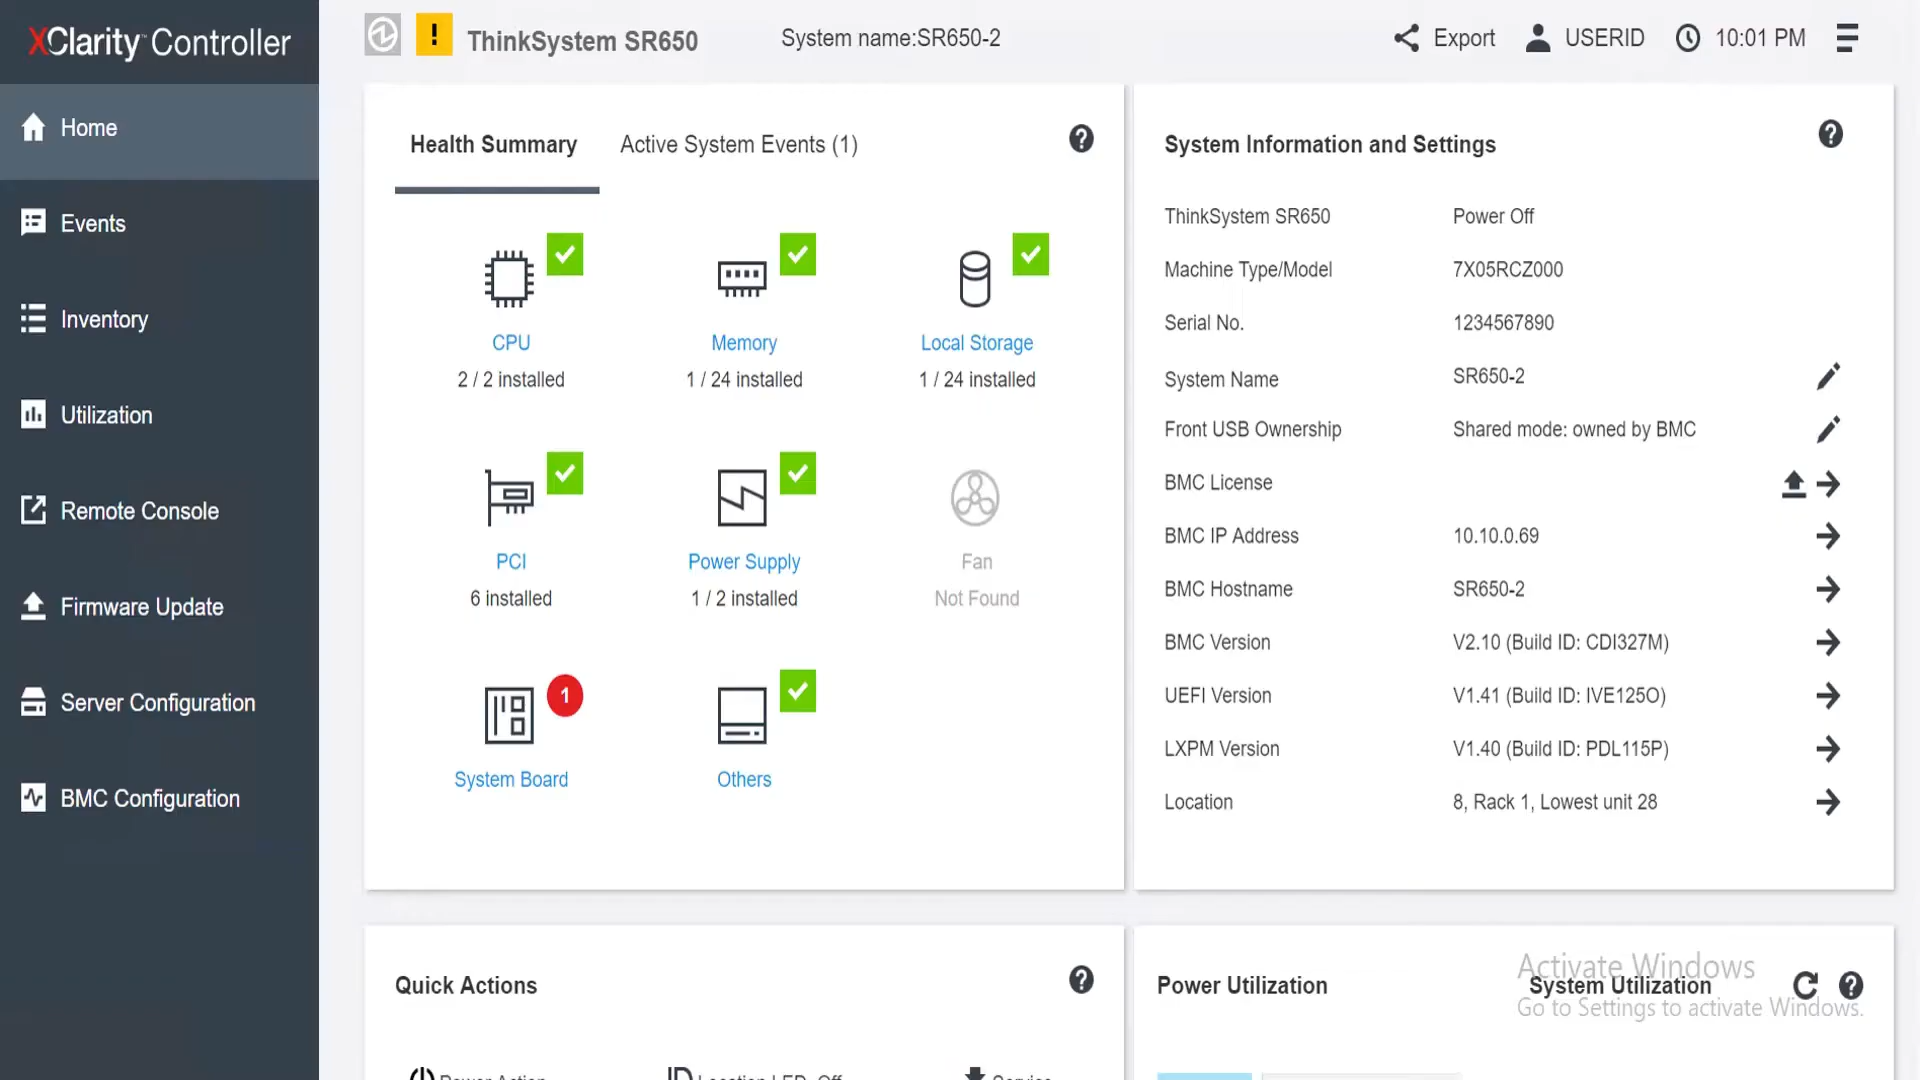 XClarity™ Controller
! ThinkSystem SR650
System name:SR650-2
Export
USERID
10:01 PM
Home
Events
Inventory
Utilization
Remote Console
Firmware Update
Server Configuration
BMC Configuration
Health Summary
Active System Events (1)
?
CPU
2 / 2 installed
Memory
1 / 24 installed
Local Storage
1 / 24 installed
PCI
6 installed
Power Supply
1 / 2 installed
Fan
Not Found
1
System Board
Others
System Information and Settings
?
ThinkSystem SR650 Power Off
Machine Type/Model 7X05RCZ000
Serial No. 1234567890
System Name SR650-2
Front USB Ownership Shared mode: owned by BMC
BMC License
BMC IP Address 10.10.0.69
BMC Hostname SR650-2
BMC Version V2.10 (Build ID: CDI327M)
UEFI Version V1.41 (Build ID: IVE125O)
LXPM Version V1.40 (Build ID: PDL115P)
Location 8, Rack 1, Lowest unit 28
Quick Actions
?
Power Action
Location LED Off
Service
Power Utilization
System Utilization
?
Activate Windows
Go to Settings to activate Windows.